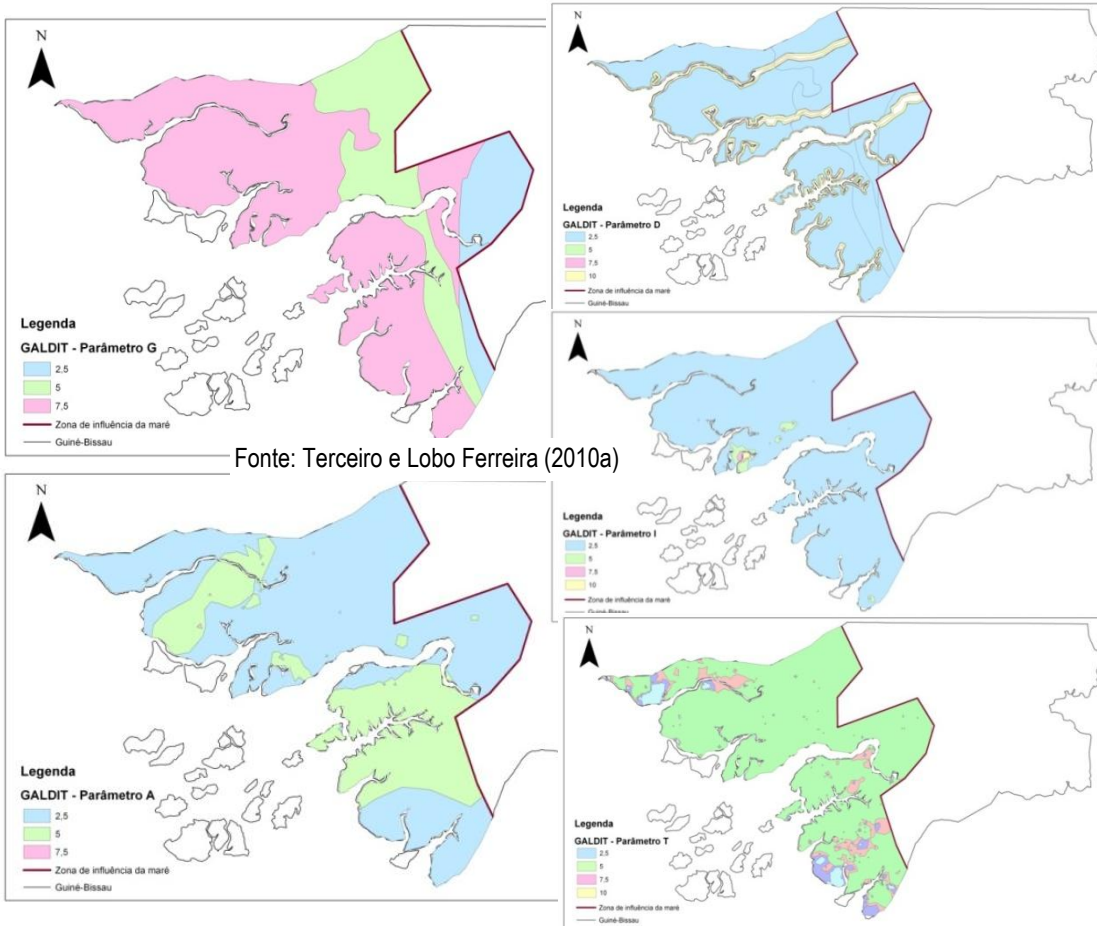 N
Legenda
GALDIT - Parâmetro G
2,5
5
7,5
Zona de influência da maré
Guiné-Bissau
N
Legenda
GALDIT - Parâmetro D
2,5
5
7,5
10
Zona de influência da maré
Guiné-Bissau
N
Legenda
GALDIT - Parâmetro I
2,5
5
7,5
10
Zona de influência da maré
Guiné-Bissau
Fonte: Terceiro e Lobo Ferreira (2010a)
N
Legenda
GALDIT - Parâmetro A
2,5
5
7,5
Zona de influência da maré
Guiné-Bissau
N
Legenda
GALDIT - Parâmetro T
2,5
5
7,5
10
Zona de influência da maré
Guiné-Bissau